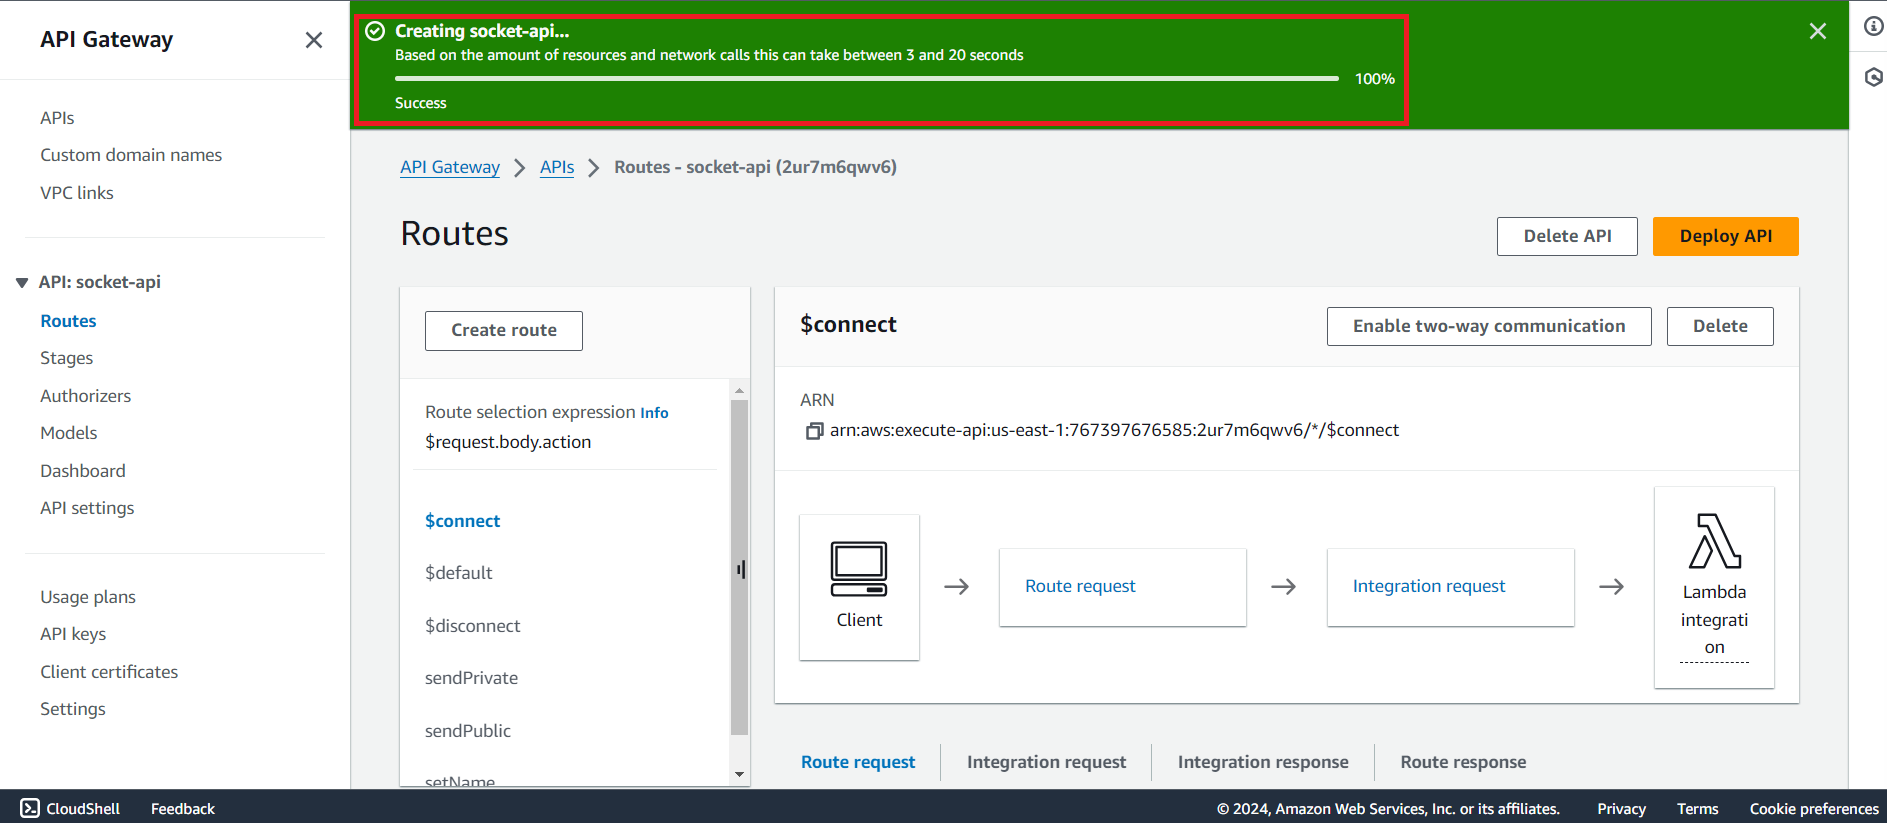 API Gateway
APIs
Custom domain names
VPC links
API: socket-api
Routes
Stages
Authorizers
Models
Dashboard
API settings
Usage plans
API keys
Client certificates
Settings
Creating socket-api...
Based on the amount of resources and network calls this can take between 3 and 20 seconds
100%
Success
API Gateway > APIs > Routes - socket-api (2ur7m6qwv6)
Routes
Delete API
Deploy API
Create route
Route selection expression Info
$request.body.action
$connect
$default
$disconnect
sendPrivate
sendPublic
setName
$connect
Enable two-way communication
Delete
ARN
arn:aws:execute-api:us-east-1:767397676585:2ur7m6qwv6/*/$connect
Client
Route request
Integration request
Lambda
integrati
on
Route request
Integration request
Integration response
Route response
CloudShell
Feedback
© 2024, Amazon Web Services, Inc. or its affiliates.
Privacy
Terms
Cookie preferences